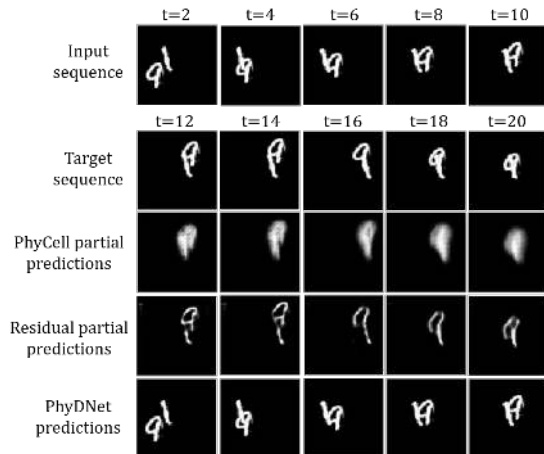 t=2 t=4 t=6 t=8 t=10
Input
sequence
t=12 t=14 t=16 t=18 t=20
Target
sequence
PhyCell partial
predictions
Residual partial
predictions
PhyDNet
predictions